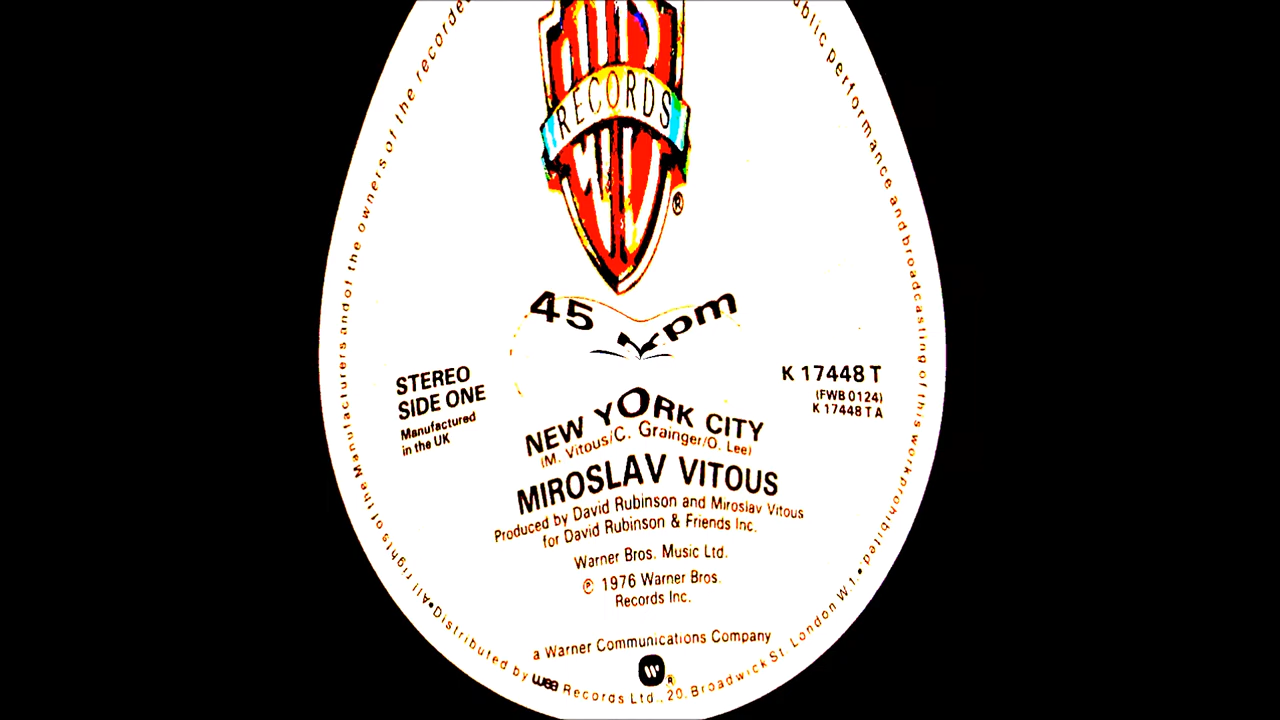 RECORDS
®
45 rpm
STEREO
SIDE ONE
Manufactured
in the UK
K 17448 T
(FWB 0124)
K 17448 T A
NEW YORK CITY
(M. Vitous/C. Grainger/O. Lee)
MIROSLAV VITOUS
Produced by David Rubinson and Miroslav Vitous
for David Rubinson & Friends Inc.
Warner Bros. Music Ltd.
℗ 1976 Warner Bros.
Records Inc.
a Warner Communications Company
W ®
•All rights of the Manufacturers and of the owners of the recorded
public performance and broadcasting of this work prohibited.
•Distributed by wea Records Ltd., 20, Broadwick St. London W.1.•